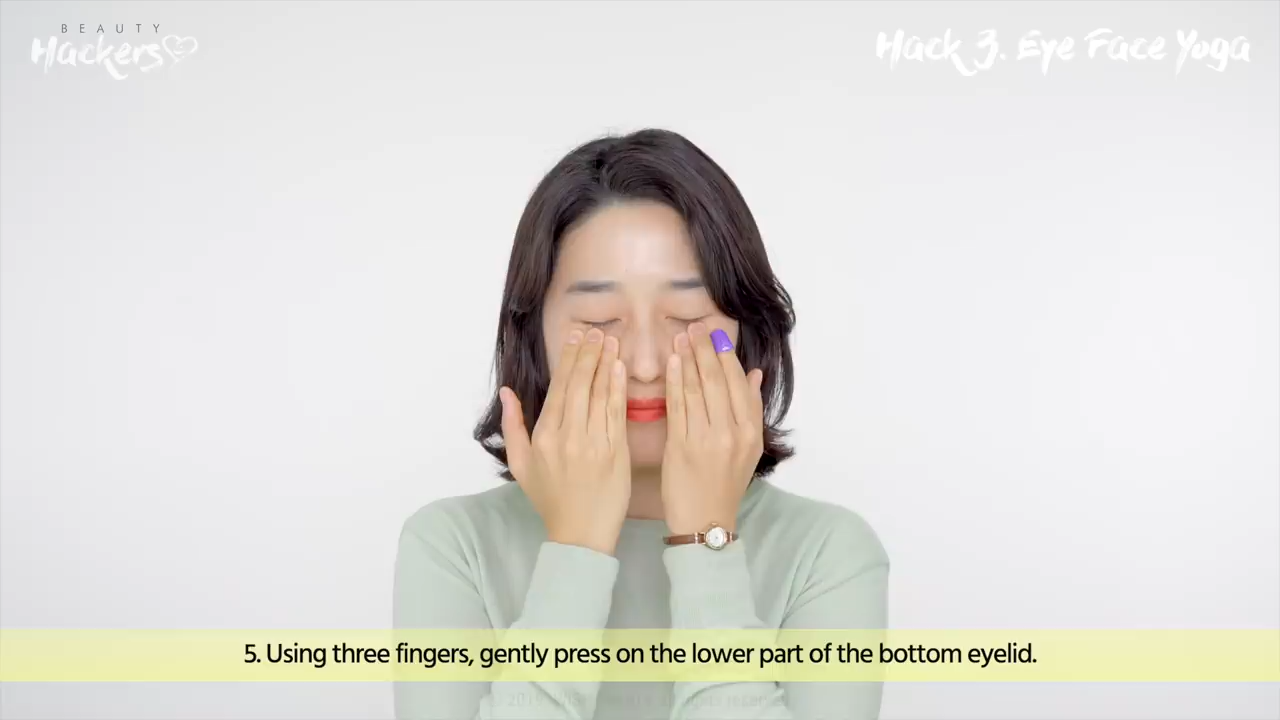 BEAUTY
Hackers
Hack 3. Eye Face Yoga
5. Using three fingers, gently press on the lower part of the bottom eyelid.